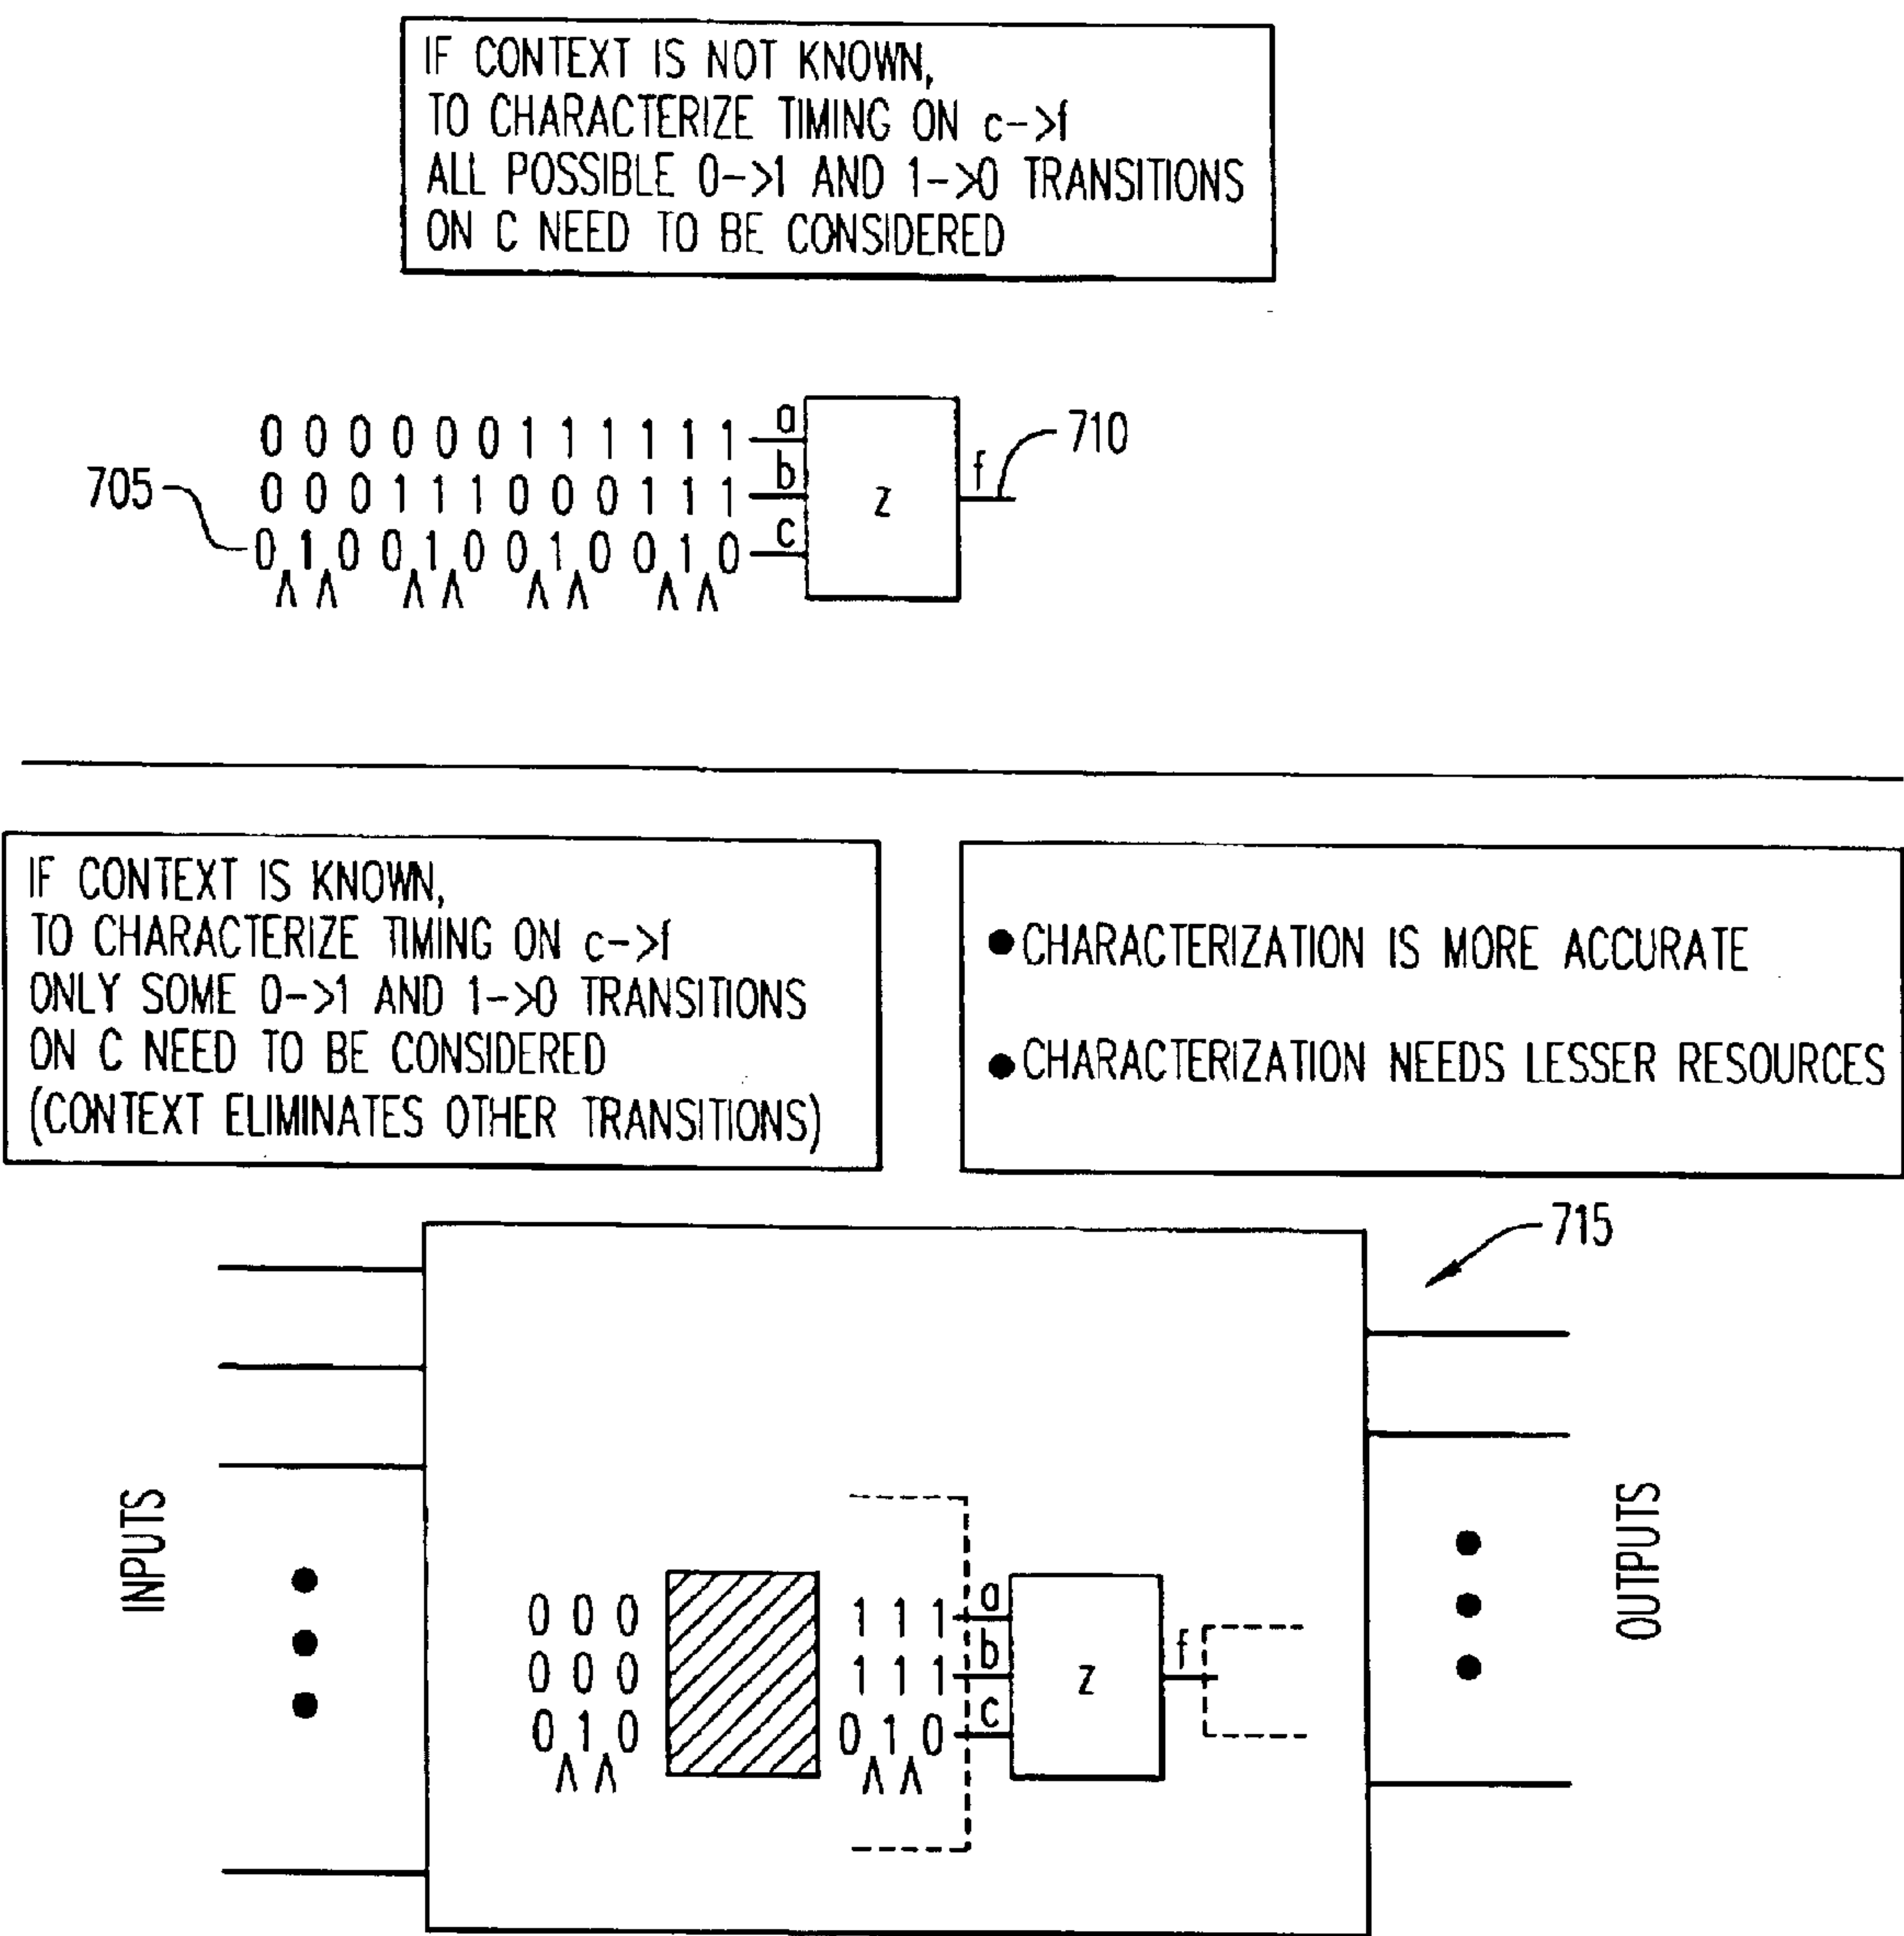 IF CONTEXT IS NOT KNOWN,
TO CHARACTERIZE TIMING ON c->f
ALL POSSIBLE 0->1 AND 1->0 TRANSITIONS
ON C NEED TO BE CONSIDERED
0 0 0 0 0 0 1 1 1 1 1 1 a
710
f
705
0 0 0 1 1 1 0 0 0 1 1 1 b
z
0 1 0 0 1 0 0 1 0 0 1 0 c
IF CONTEXT IS KNOWN,
TO CHARACTERIZE TIMING ON c->f
ONLY SOME 0->1 AND 1->0 TRANSITIONS
ON C NEED TO BE CONSIDERED
(CONTEXT ELIMINATES OTHER TRANSITIONS)
● CHARACTERIZATION IS MORE ACCURATE
● CHARACTERIZATION NEEDS LESSER RESOURCES
715
INPUTS
OUTPUTS
0 0 0 1 1 1 a
0 0 0 1 1 1 b
z
f
0 1 0 0 1 0 c